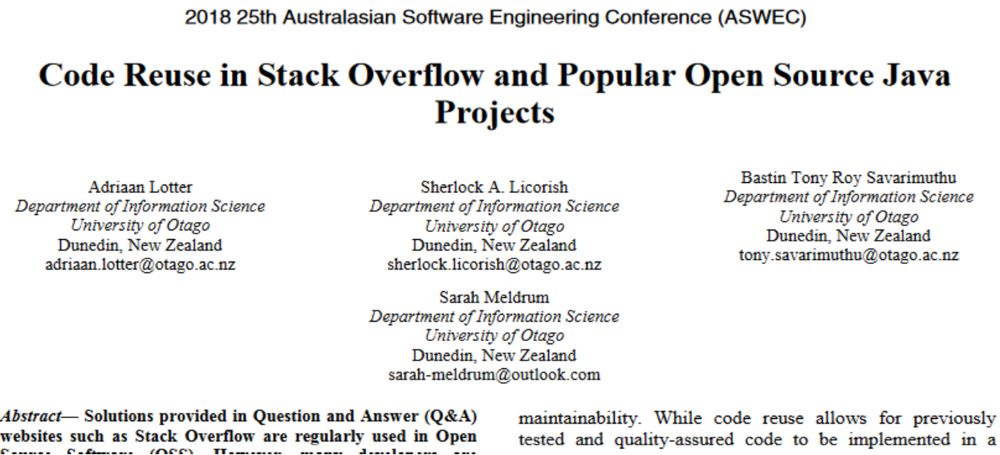 2018 25th Australasian Software Engineering Conference (ASWEC)
Code Reuse in Stack Overflow and Popular Open Source Java
Projects
Adriaan Lotter
Department of Information Science
University of Otago
Dunedin, New Zealand
adriaan.lotter@otago.ac.nz
Sherlock A. Licorish
Department of Information Science
University of Otago
Dunedin, New Zealand
sherlock.licorish@otago.ac.nz
Bastin Tony Roy Savarimuthu
Department of Information Science
University of Otago
Dunedin, New Zealand
tony.savarimuthu@otago.ac.nz
Sarah Meldrum
Department of Information Science
University of Otago
Dunedin, New Zealand
sarah-meldrum@outlook.com
Abstract— Solutions provided in Question and Answer (Q&A)
websites such as Stack Overflow are regularly used in Open
Source Software (OSS). However, many developers are
maintainability. While code reuse allows for previously
tested and quality-assured code to be implemented in a